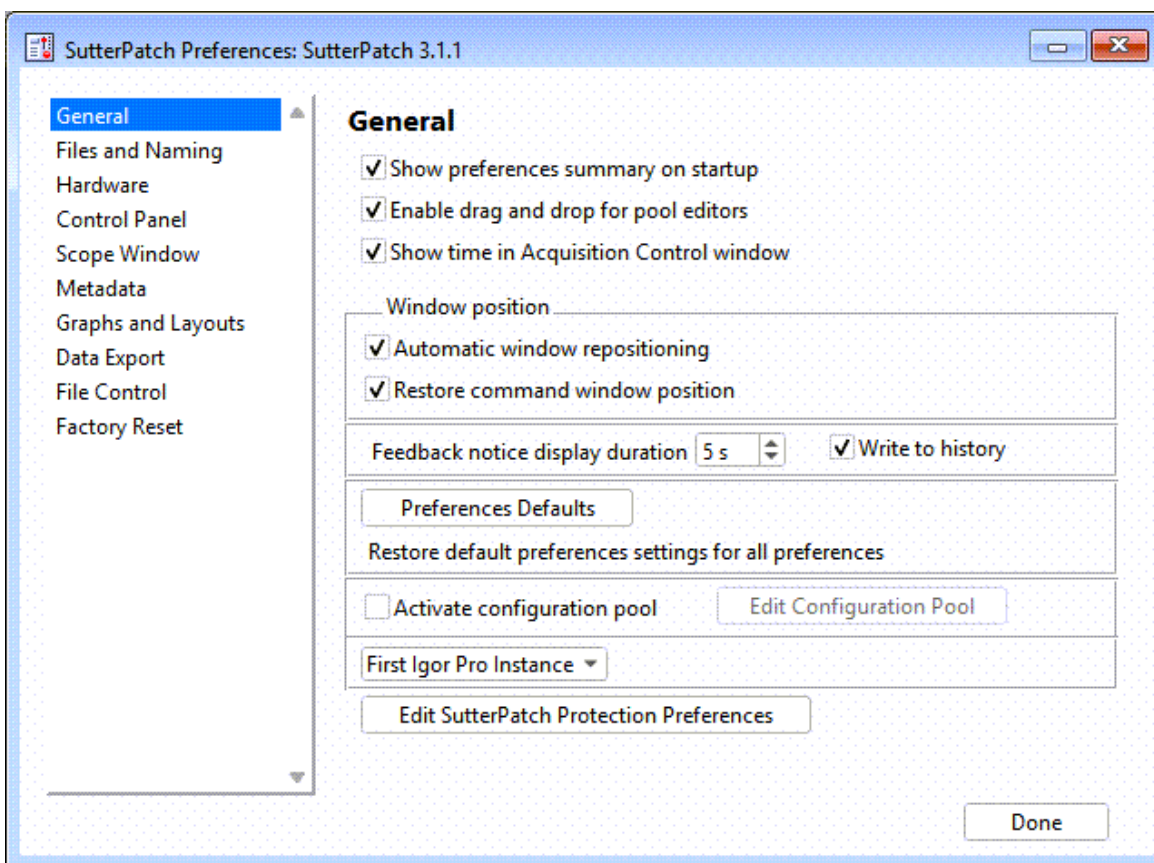 SutterPatch Preferences: SutterPatch 3.1.1
General
Files and Naming
Hardware
Control Panel
Scope Window
Metadata
Graphs and Layouts
Data Export
File Control
Factory Reset
General
Show preferences summary on startup
Enable drag and drop for pool editors
Show time in Acquisition Control window
Window position
Automatic window repositioning
Restore command window position
Feedback notice display duration 5 s Write to history
Preferences Defaults
Restore default preferences settings for all preferences
Activate configuration pool Edit Configuration Pool
First Igor Pro Instance
Edit SutterPatch Protection Preferences
Done